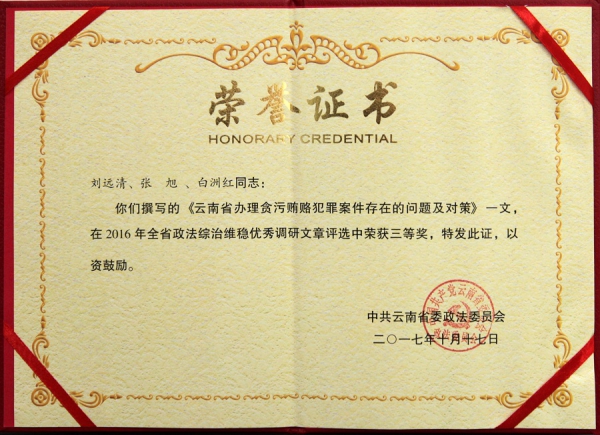 荣誉证书
HONORARY CREDENTIAL
刘远清、张 旭 、白洲红同志：
你们撰写的《云南省办理贪污贿赂犯罪案件存在的问题及对策》一文，
在 2016 年全省政法综治维稳优秀调研文章评选中荣获三等奖，特发此证，以
资鼓励。
中共云南省委政法委员会
二〇一七年十月十七日